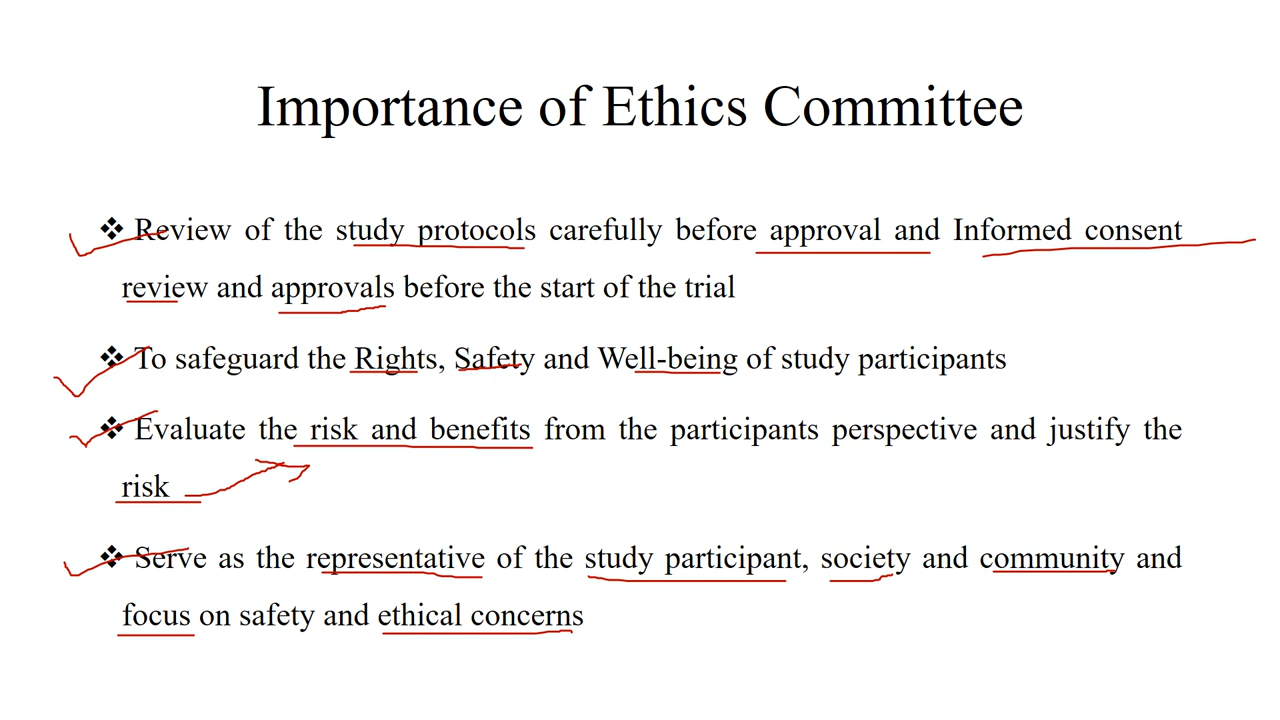 Importance of Ethics Committee
❖ Review of the study protocols carefully before approval and Informed consent
review and approvals before the start of the trial
❖ To safeguard the Rights, Safety and Well-being of study participants
❖ Evaluate the risk and benefits from the participants perspective and justify the
risk
❖ Serve as the representative of the study participant, society and community and
focus on safety and ethical concerns